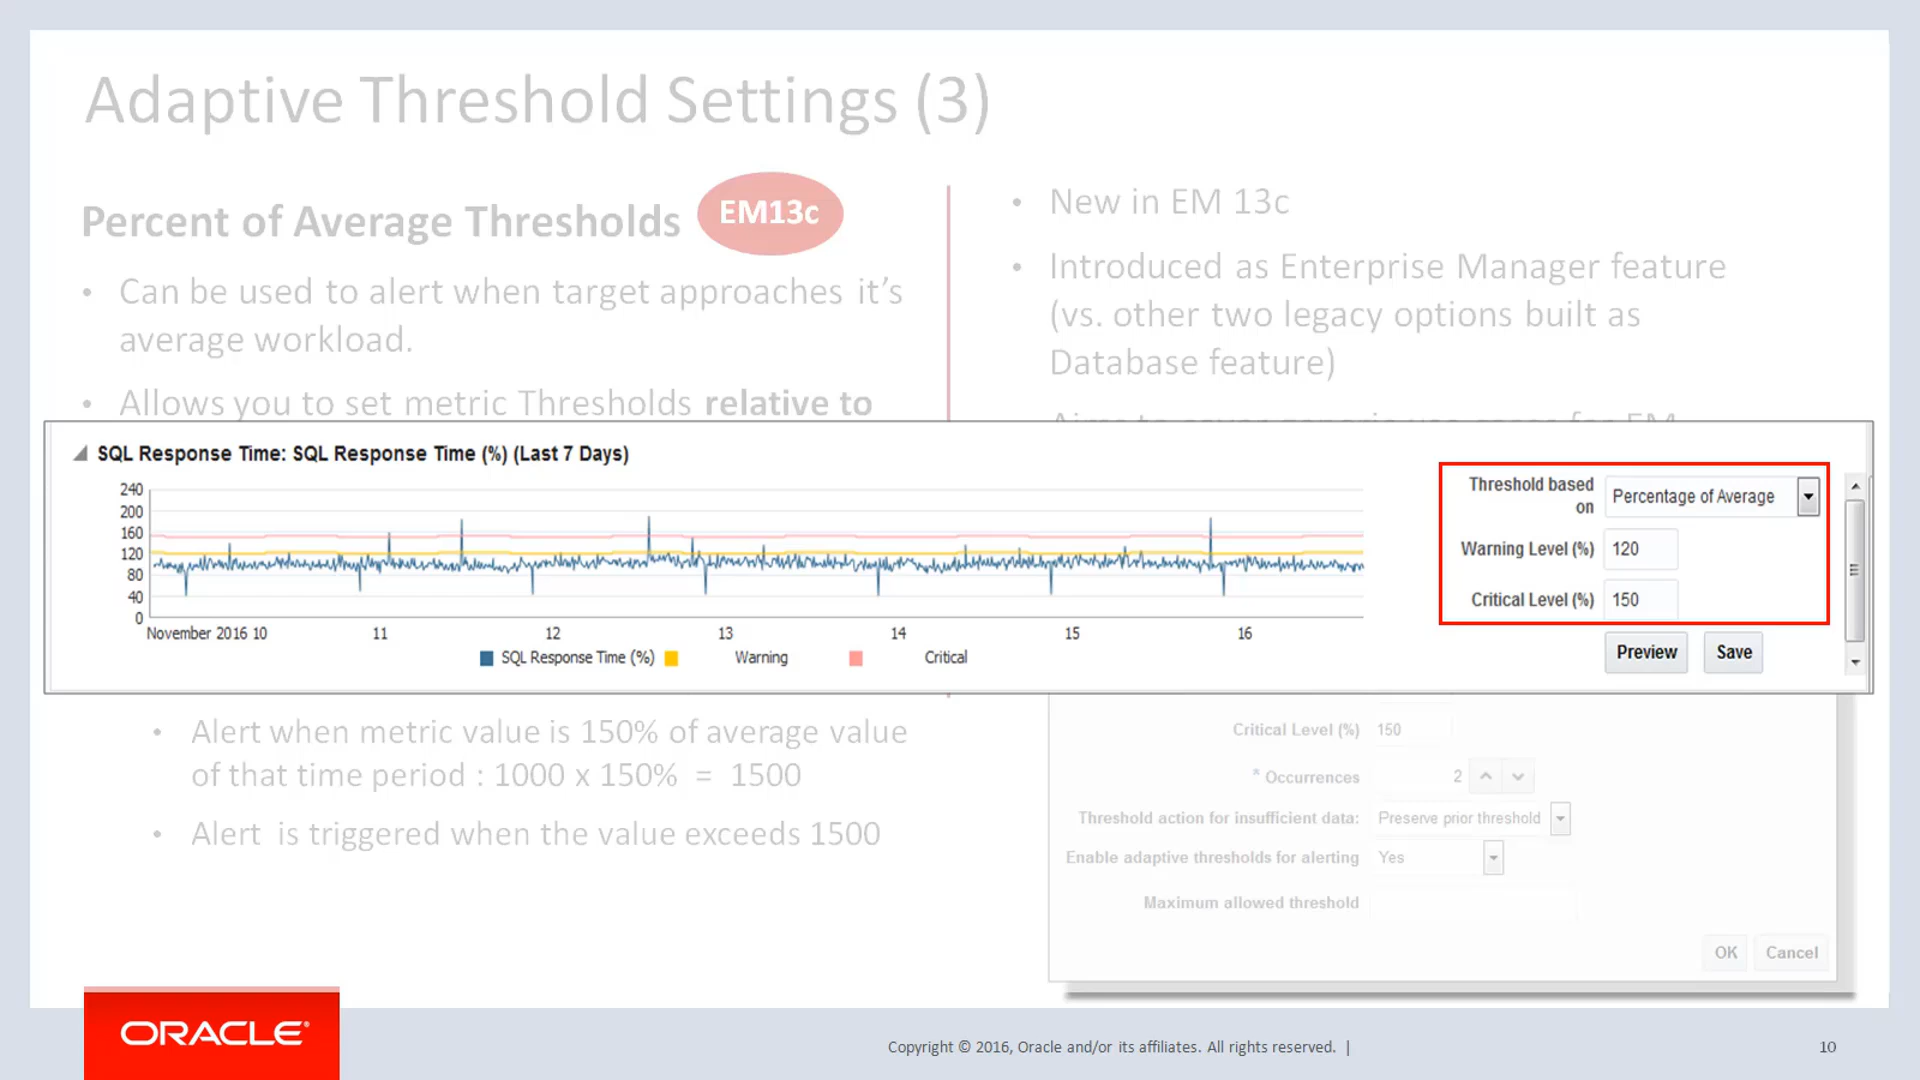 Adaptive Threshold Settings (3)
Percent of Average Thresholds
EM13c
• Can be used to alert when target approaches it's
average workload.
• Allows you to set metric Thresholds relative to
• New in EM 13c
• Introduced as Enterprise Manager feature
(vs. other two legacy options built as
Database feature)
SQL Response Time: SQL Response Time (%) (Last 7 Days)
240
200
160
120
80
40
0
November 2016 10
11
12
13
14
15
16
SQL Response Time (%)
Warning
Critical
Threshold based
on
Percentage of Average
Warning Level (%)
120
Critical Level (%)
150
Preview
Save
• Alert when metric value is 150% of average value
of that time period : 1000 x 150% = 1500
• Alert is triggered when the value exceeds 1500
Critical Level (%) 150
* Occurrences 2
Threshold action for insufficient data: Preserve prior threshold
Enable adaptive thresholds for alerting Yes
Maximum allowed threshold
OK
Cancel
ORACLE®
Copyright © 2016, Oracle and/or its affiliates. All rights reserved. |
10